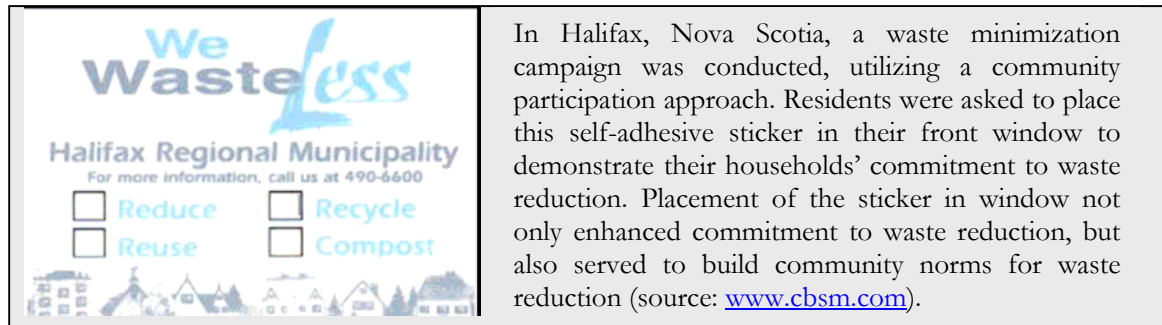 We
Waste Less
Halifax Regional Municipality
For more information, call us at 490-6600
Reduce Recycle
Reuse Compost
In Halifax, Nova Scotia, a waste minimization
campaign was conducted, utilizing a community
participation approach. Residents were asked to place
this self-adhesive sticker in their front window to
demonstrate their households’ commitment to waste
reduction. Placement of the sticker in window not
only enhanced commitment to waste reduction, but
also served to build community norms for waste
reduction (source: www.cbsm.com).